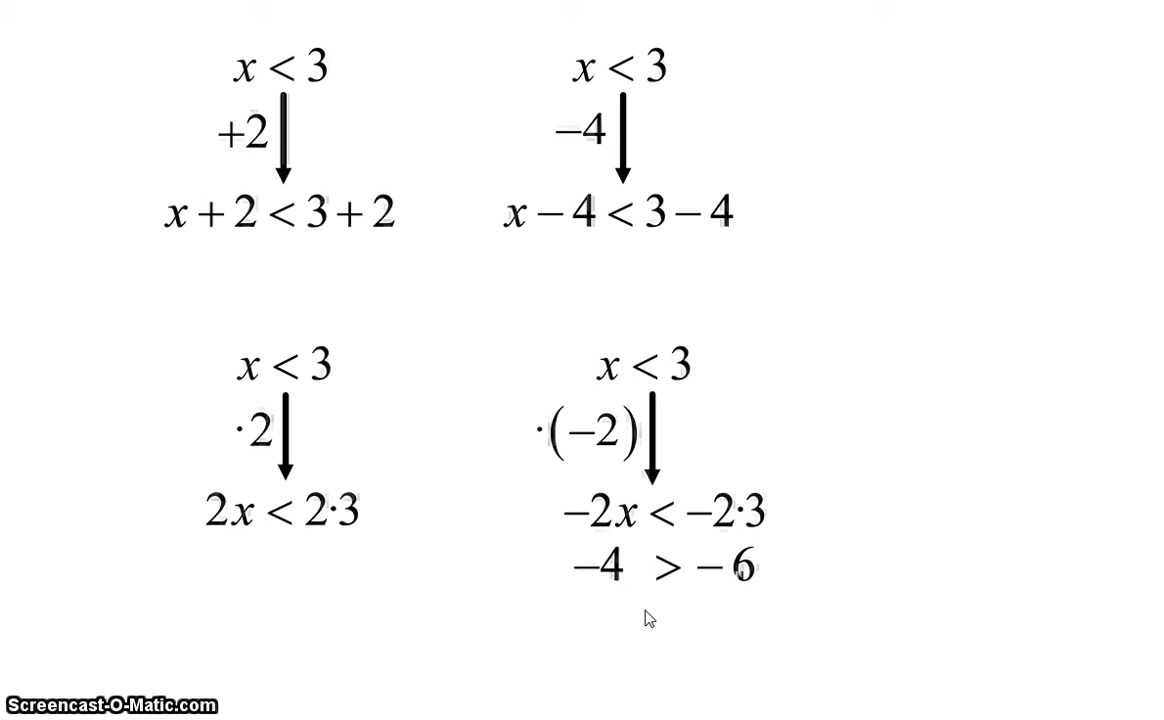 x < 3
+2
x + 2 < 3 + 2
x < 3
−4
x − 4 < 3 − 4
x < 3
·2
2x < 2·3
x < 3
·(−2)
−2x < −2·3
−4 > − 6
Screencast-O-Matic.com